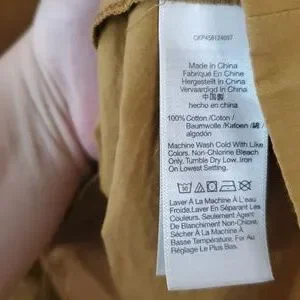 Made in China
Fabriqué En Chine
Hergestellt in China
Vervaardigd in China
中国製
hecho en china
100% Cotton /Coton /
Baumwolle /Katoen /綿 /
algodón
Machine Wash Cold With Like
Colors, Non-Chlorine Bleach
Only, Tumble Dry Low, Iron
On Lowest Setting.
Laver À La Machine À L'eau
Froide.Laver En Séparant Les
Couleurs. Seulement Agent
De Blanchiment Non-Chlore.
Sécher À La Machine À
Basse Température. Fer Au
Réglage Le Plus Bas.